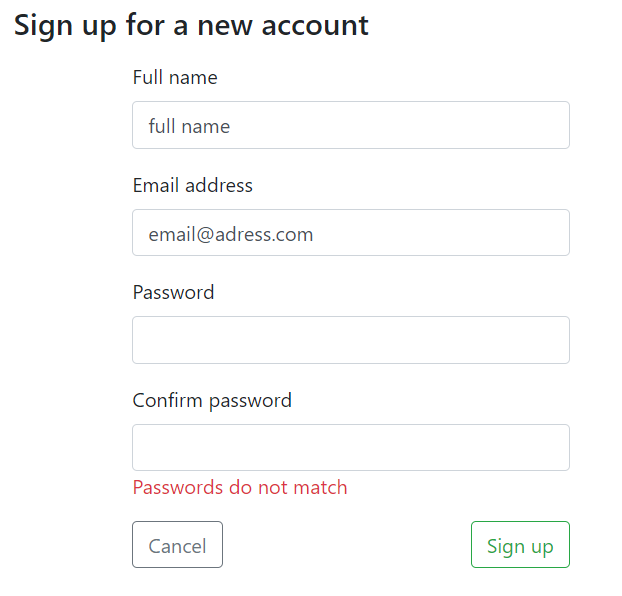 Sign up for a new account
Full name
full name
Email address
email@adress.com
Password
Confirm password
Passwords do not match
Cancel
Sign up